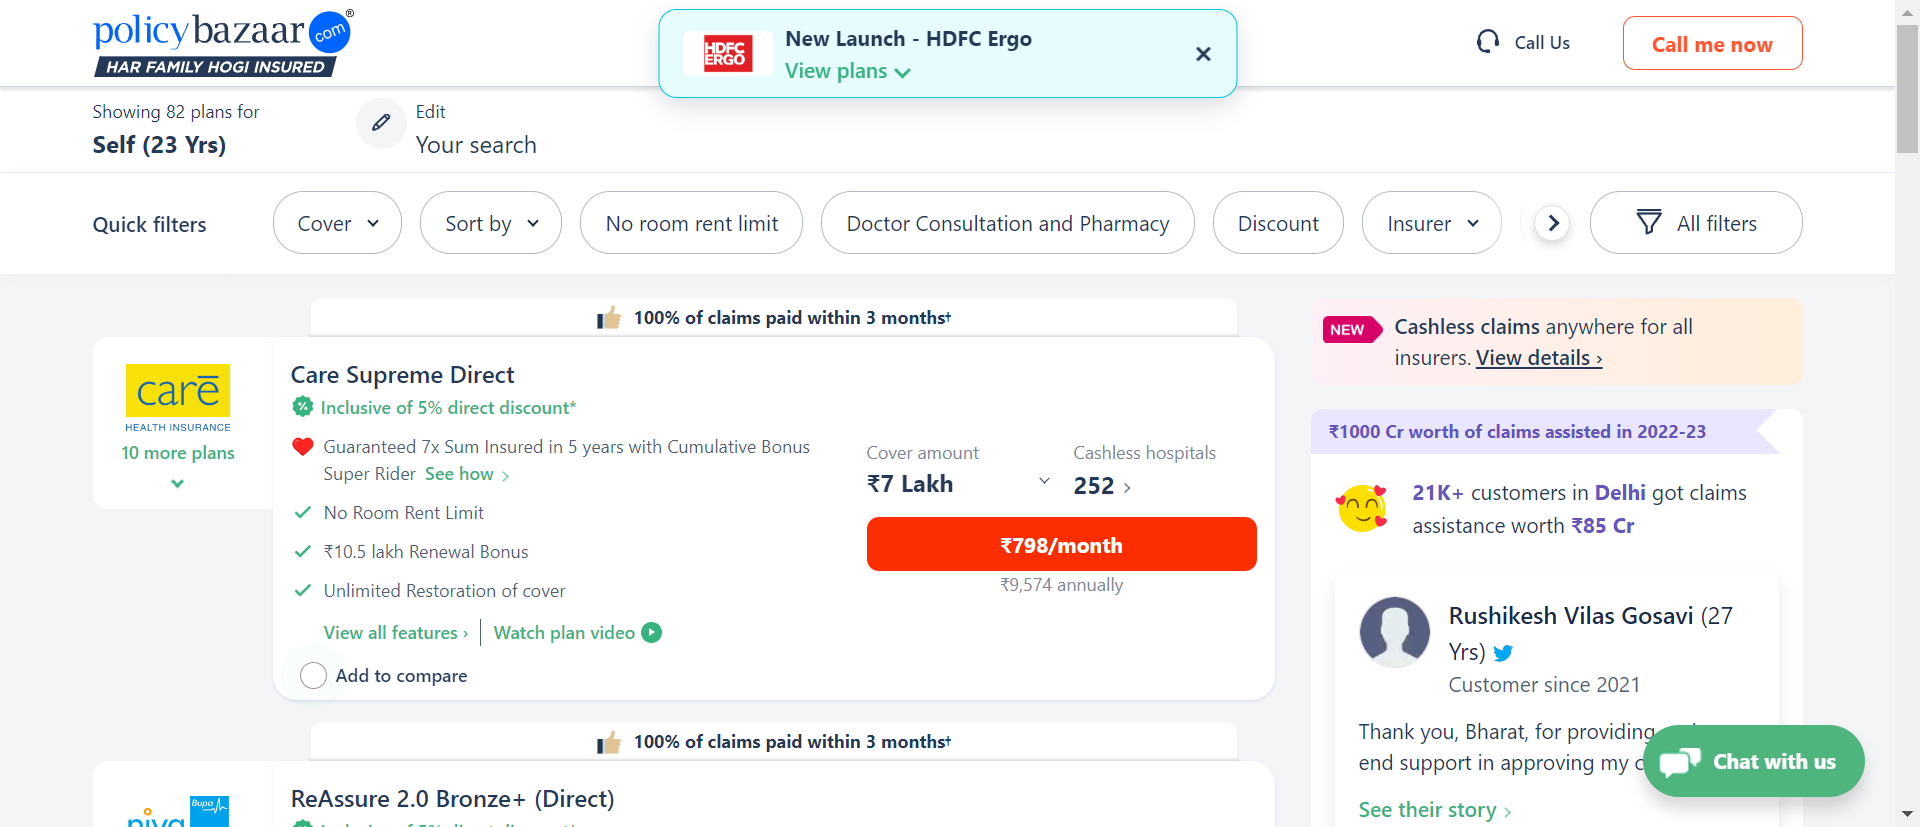 policybazaar.com®
HAR FAMILY HOGI INSURED
HDFC
ERGO
New Launch - HDFC Ergo
View plans
Call Us
Call me now
Showing 82 plans for
Self (23 Yrs)
Edit
Your search
Quick filters
Cover
Sort by
No room rent limit
Doctor Consultation and Pharmacy
Discount
Insurer
All filters
100% of claims paid within 3 months†
care
HEALTH INSURANCE
10 more plans
Care Supreme Direct
Inclusive of 5% direct discount*
Guaranteed 7x Sum Insured in 5 years with Cumulative Bonus
Super Rider See how
No Room Rent Limit
₹10.5 lakh Renewal Bonus
Unlimited Restoration of cover
View all features
Watch plan video
Add to compare
Cover amount
₹7 Lakh
Cashless hospitals
252
₹798/month
₹9,574 annually
100% of claims paid within 3 months†
niva
Bupa
ReAssure 2.0 Bronze+ (Direct)
NEW
Cashless claims anywhere for all
insurers. View details
₹1000 Cr worth of claims assisted in 2022-23
21K+ customers in Delhi got claims
assistance worth ₹85 Cr
Rushikesh Vilas Gosavi (27
Yrs)
Customer since 2021
Thank you, Bharat, for providing
end support in approving my
See their story
Chat with us